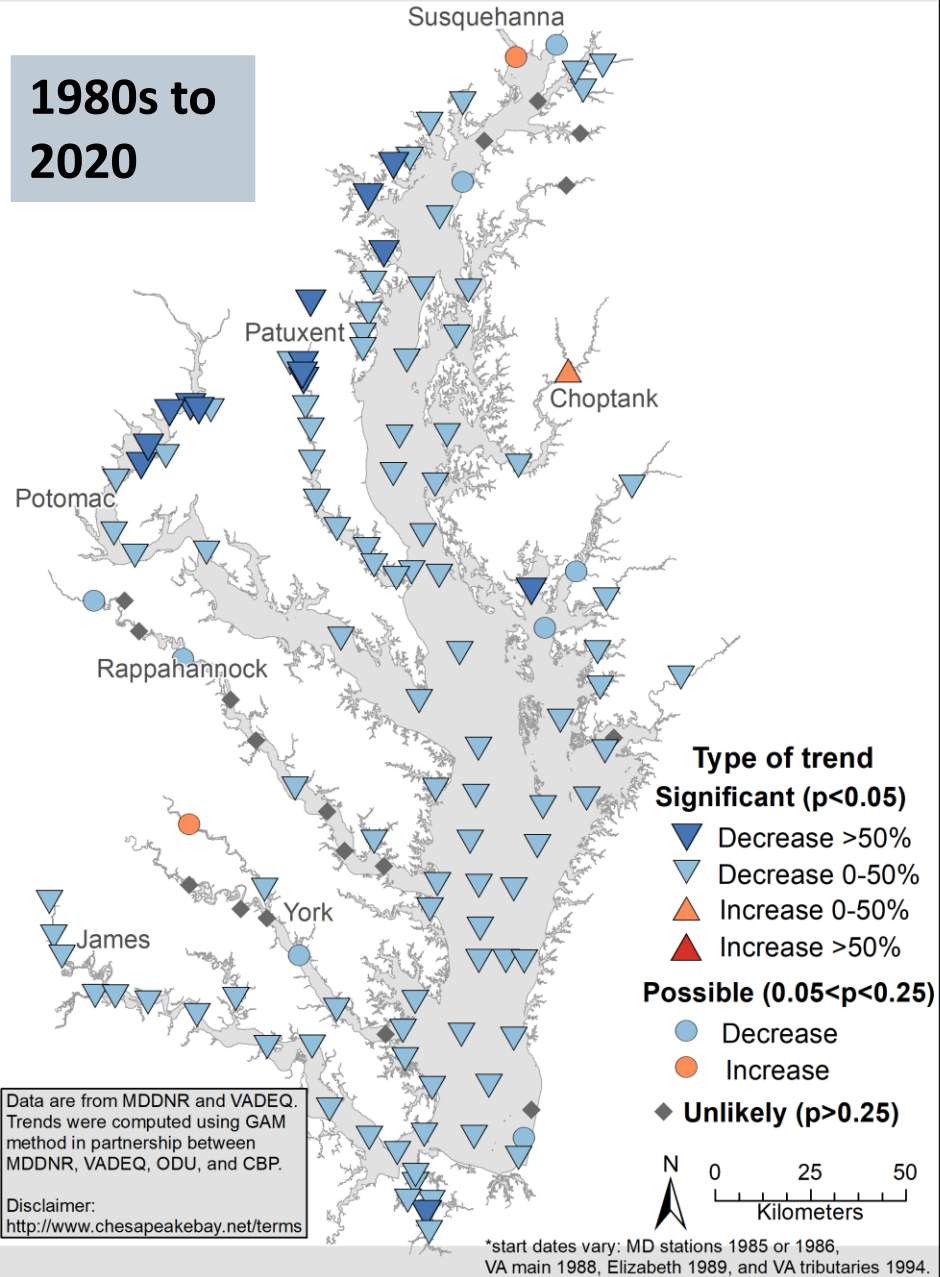 Susquehanna
1980s to
2020
Patuxent
Choptank
Potomac
Rappahannock
York
James
Type of trend
Significant (p<0.05)
Decrease >50%
Decrease 0-50%
Increase 0-50%
Increase >50%
Possible (0.05<p<0.25)
Decrease
Increase
Unlikely (p>0.25)
Data are from MDDNR and VADEQ.
Trends were computed using GAM
method in partnership between
MDDNR, VADEQ, ODU, and CBP.
Disclaimer:
http://www.chesapeakebay.net/terms
N
0 25 50
Kilometers
*start dates vary: MD stations 1985 or 1986,
VA main 1988, Elizabeth 1989, and VA tributaries 1994.